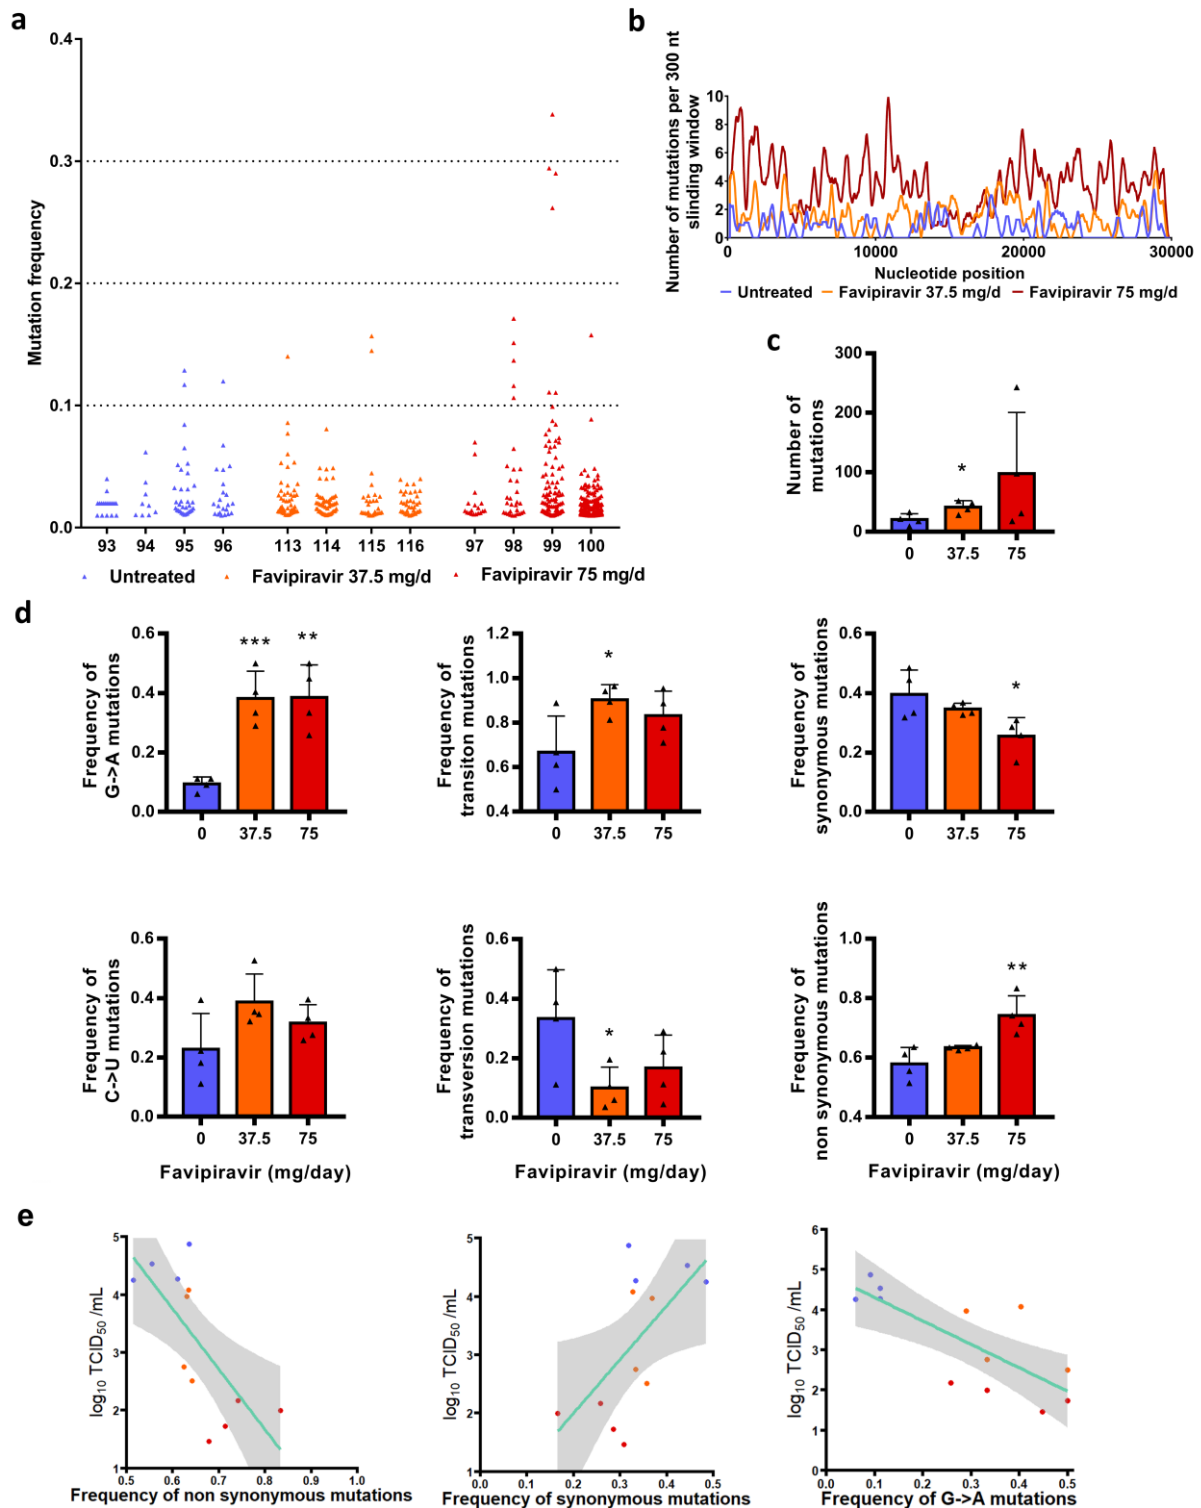 a
Mutation frequency
0.4
0.3
0.2
0.1
0.0
93 94 95 96 113 114 115 116 97 98 99 100
Untreated Favipiravir 37.5 mg/d Favipiravir 75 mg/d
b
Number of mutations per 300 nt
slinding window
10
8
6
4
2
0
0 10000 20000 30000
Nucleotide position
Untreated Favipiravir 37.5 mg/d Favipiravir 75 mg/d
c
Number of
mutations
300
200
100
0
*
0 37.5 75
d
Frequency of
G->A mutations
0.6
0.4
0.2
0.0
*** **
0 37.5 75
Frequency of
transiton mutations
1.2
1.0
0.8
0.6
0.4
*
0 37.5 75
Frequency of
synonymous mutations
0.6
0.4
0.2
0.0
*
0 37.5 75
Frequency of
C->U mutations
0.6
0.4
0.2
0.0
0 37.5 75
Favipiravir (mg/day)
Frequency of
transversion mutations
0.6
0.4
0.2
0.0
*
0 37.5 75
Frequency of
non synonymous mutations
1.0
0.8
0.6
0.4
**
0 37.5 75
Favipiravir (mg/day)
e
log10 TCID50 /mL
5
4
3
2
1
0.5 0.6 0.7 0.8 0.9 1.0
Frequency of non synonymous mutations
log10 TCID50 /mL
5
4
3
2
1
0.0 0.1 0.2 0.3 0.4 0.5
Frequency of synonymous mutations
log10 TCID50 /mL
6
5
4
3
2
1
0
0.0 0.1 0.2 0.3 0.4 0.5
Frequency of G->A mutations